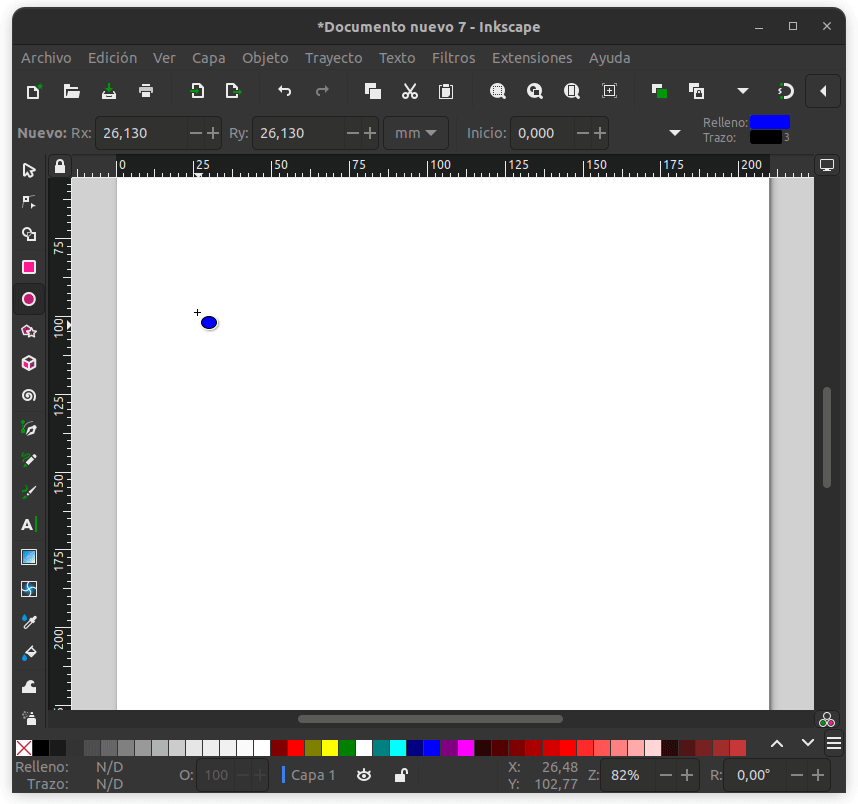 *Documento nuevo 7 - Inkscape
Archivo Edición Ver Capa Objeto Trayecto Texto Filtros Extensiones Ayuda
Nuevo: Rx: 26,130 Ry: 26,130 mm Inicio: 0,000 Relleno:
Trazo: 3
0 25 50 75 100 125 150 175 200
75
100
125
150
175
200
A
Relleno: N/D O: 100 Capa 1 X: 26,48 Z: 82% R: 0,00°
Trazo: N/D Y: 102,77